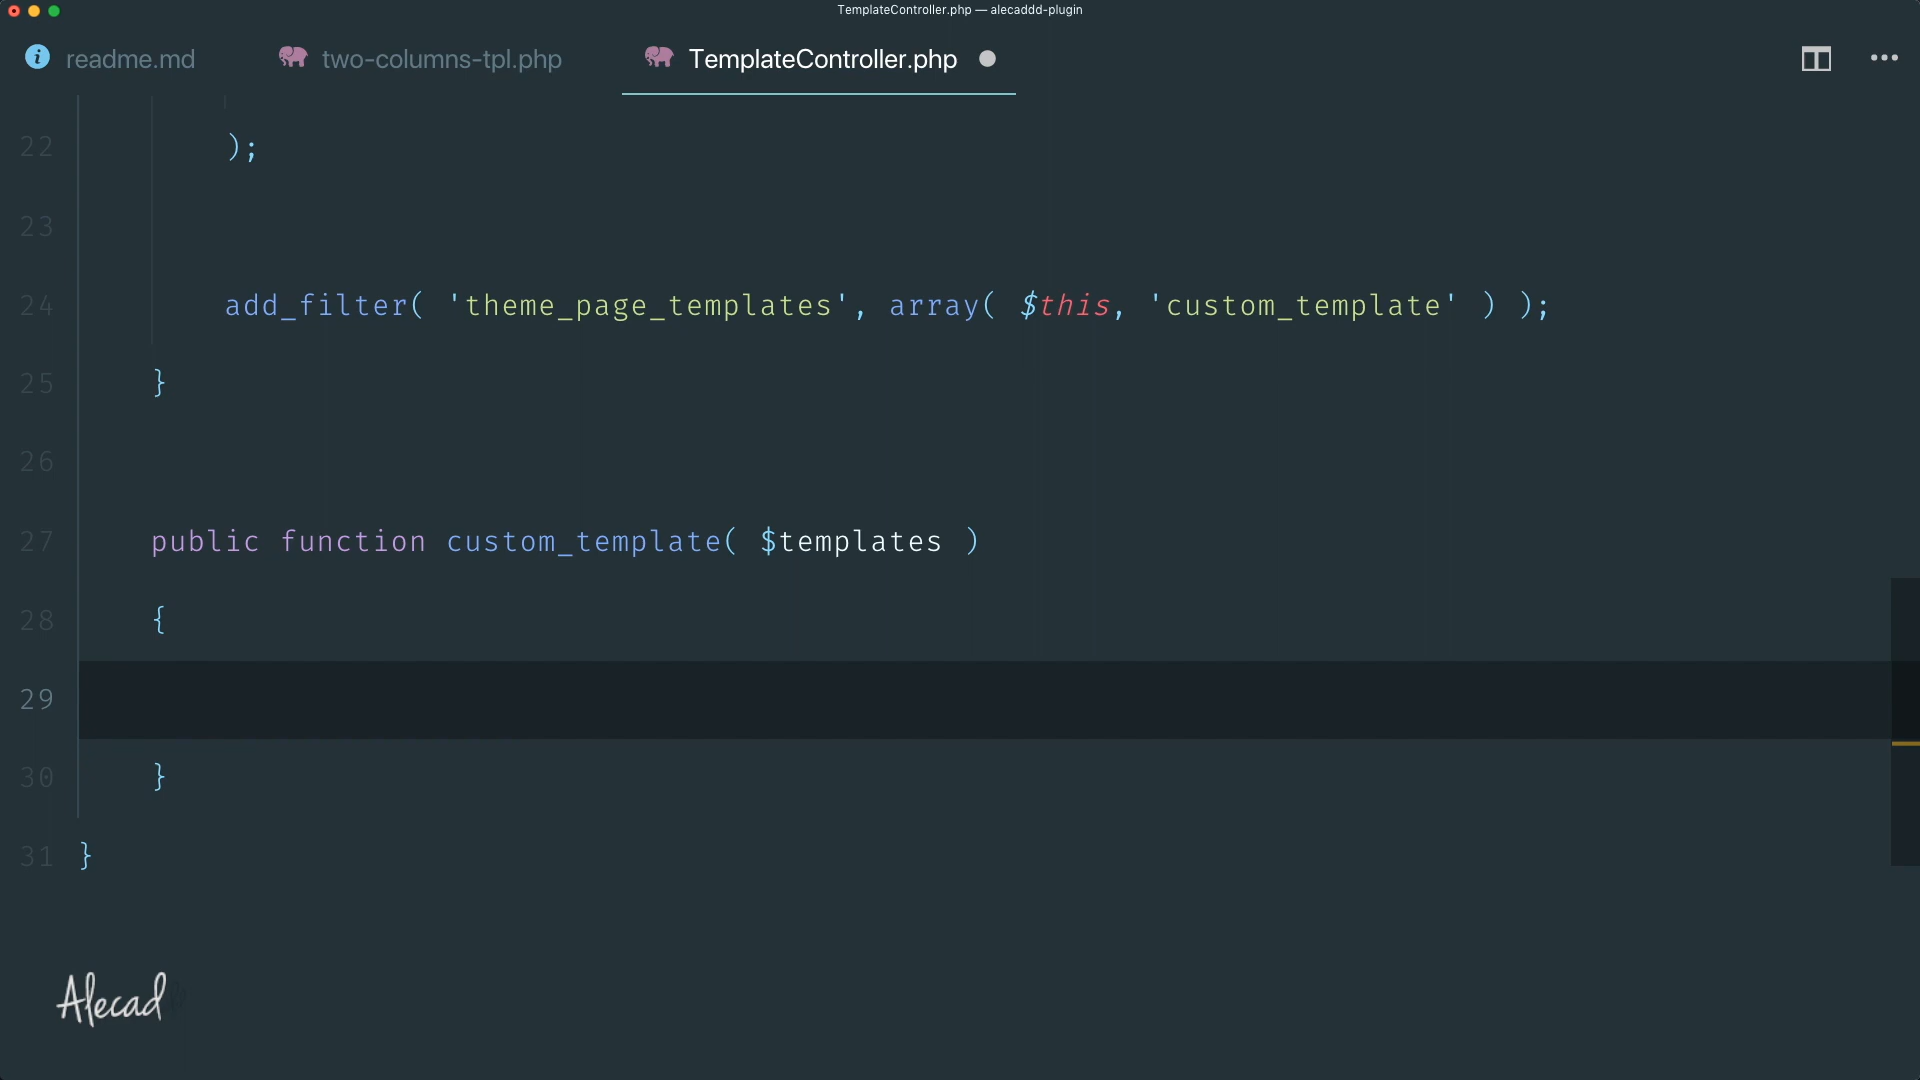 TemplateController.php — alecaddd-plugin
readme.md two-columns-tpl.php TemplateController.php
22 );
23
24 add_filter( 'theme_page_templates', array( $this, 'custom_template' ) );
25 }
26
27 public function custom_template( $templates )
28 {
29
30 }
31 }
Alecad